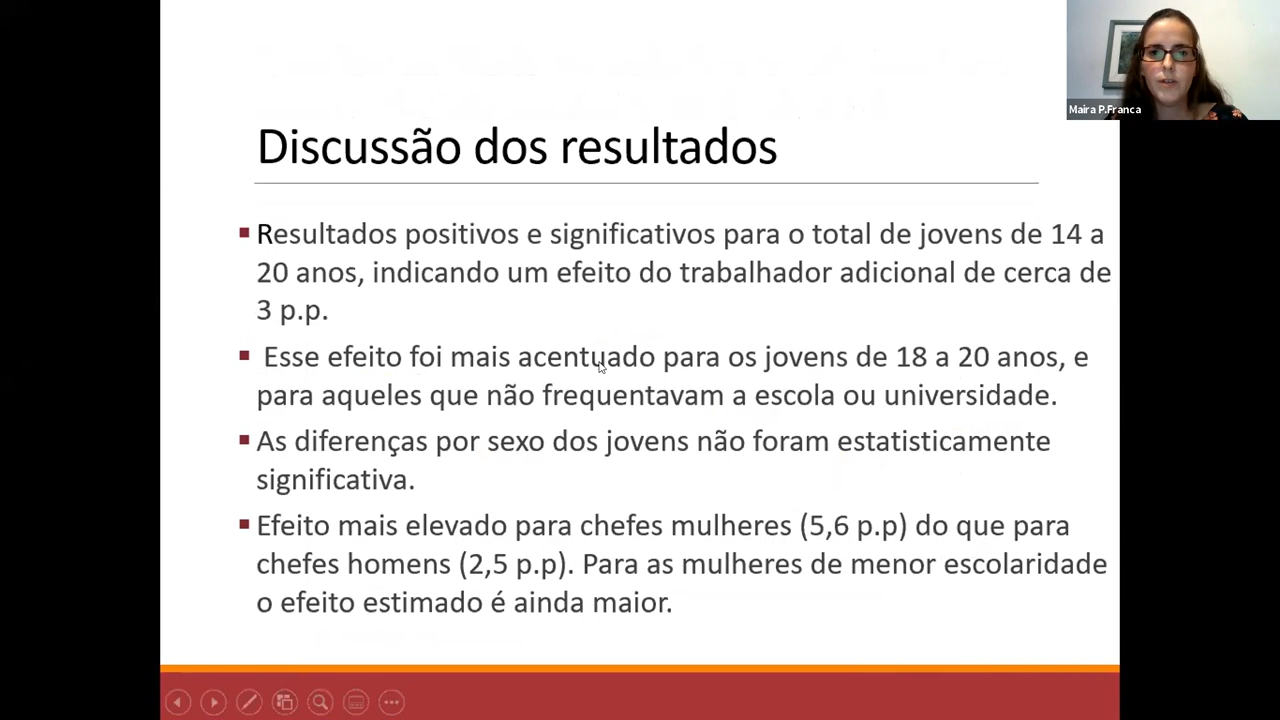 Maira P.Franca
Discussão dos resultados
▪ Resultados positivos e significativos para o total de jovens de 14 a
20 anos, indicando um efeito do trabalhador adicional de cerca de
3 p.p.
▪ Esse efeito foi mais acentuado para os jovens de 18 a 20 anos, e
para aqueles que não frequentavam a escola ou universidade.
▪ As diferenças por sexo dos jovens não foram estatisticamente
significativa.
▪ Efeito mais elevado para chefes mulheres (5,6 p.p) do que para
chefes homens (2,5 p.p). Para as mulheres de menor escolaridade
o efeito estimado é ainda maior.